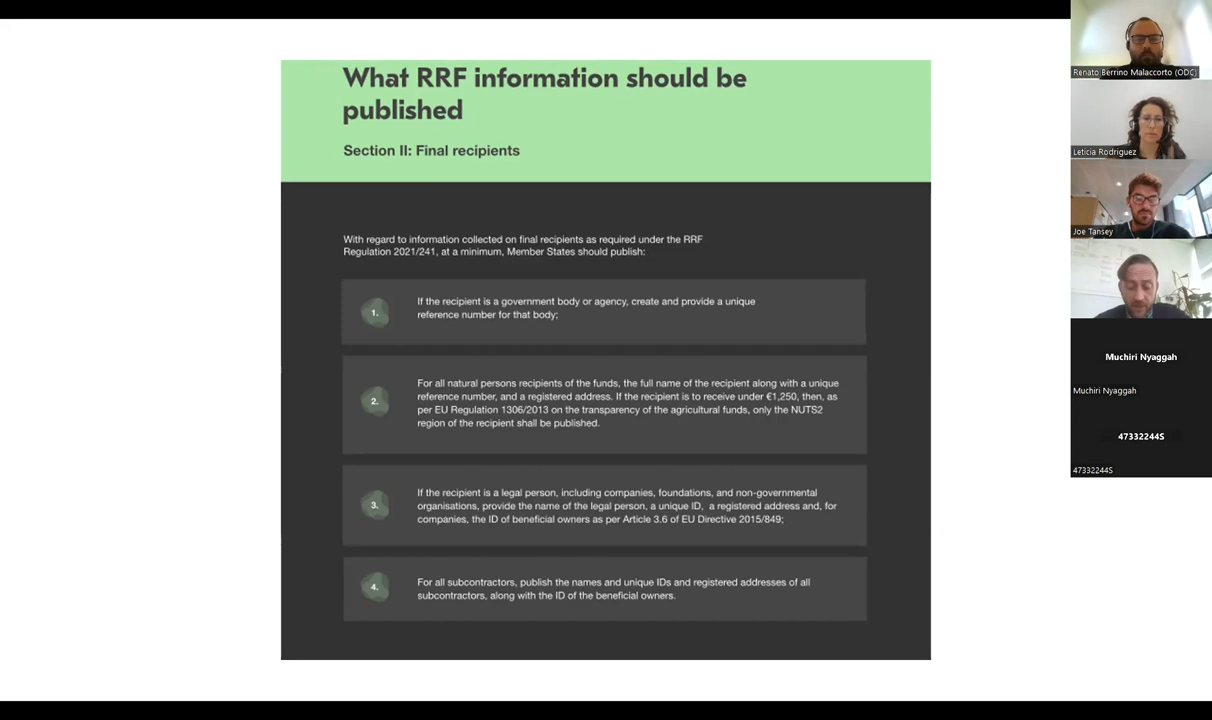 What RRF information should be
published
Section II: Final recipients
With regard to information collected on final recipients as required under the RRF
Regulation 2021/241, at a minimum, Member States should publish:
1.
If the recipient is a government body or agency, create and provide a unique
reference number for that body;
2.
For all natural persons recipients of the funds, the full name of the recipient along with a unique
reference number, and a registered address. If the recipient is to receive under €1,250, then, as
per EU Regulation 1306/2013 on the transparency of the agricultural funds, only the NUTS2
region of the recipient shall be published.
3.
If the recipient is a legal person, including companies, foundations, and non-governmental
organisations, provide the name of the legal person, a unique ID, a registered address and, for
companies, the ID of beneficial owners as per Article 3.6 of EU Directive 2015/849;
4.
For all subcontractors, publish the names and unique IDs and registered addresses of all
subcontractors, along with the ID of the beneficial owners.
Renato Berrino Malaccorto (ODC)
Leticia Rodriguez
Joe Tansey
Muchiri Nyaggah
Muchiri Nyaggah
47332244S
47332244S